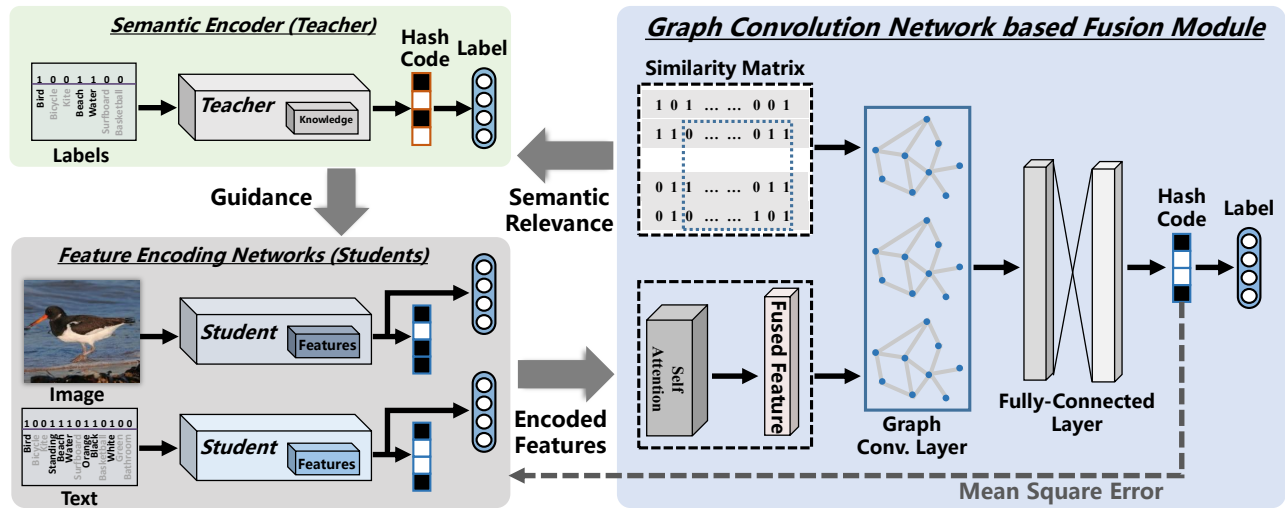 Semantic Encoder (Teacher)
1 0 0 1 1 0 0
Bird
Bicycle
Kite
Beach
Water
Surfboard
Basketball
Labels
Teacher
Knowledge
Hash
Code
Label
Guidance
Semantic
Relevance
Feature Encoding Networks (Students)
Image
Student
Features
1 0 0 1 1 1 0 1 1 0 1 0 0
Bird
Bicycle
Kite
Standing
Beach
Water
Surfboard
Orange
Black
Basketball
White
Green
Bathroom
Text
Student
Features
Encoded
Features
Graph Convolution Network based Fusion Module
Similarity Matrix
1 0 1 ... ... 0 0 1
1 1 0 ... ... 0 1 1
0 1 1 ... ... 0 1 1
0 1 0 ... ... 1 0 1
Self
Attention
Fused Feature
Graph
Conv. Layer
Fully-Connected
Layer
Hash
Code
Label
Mean Square Error